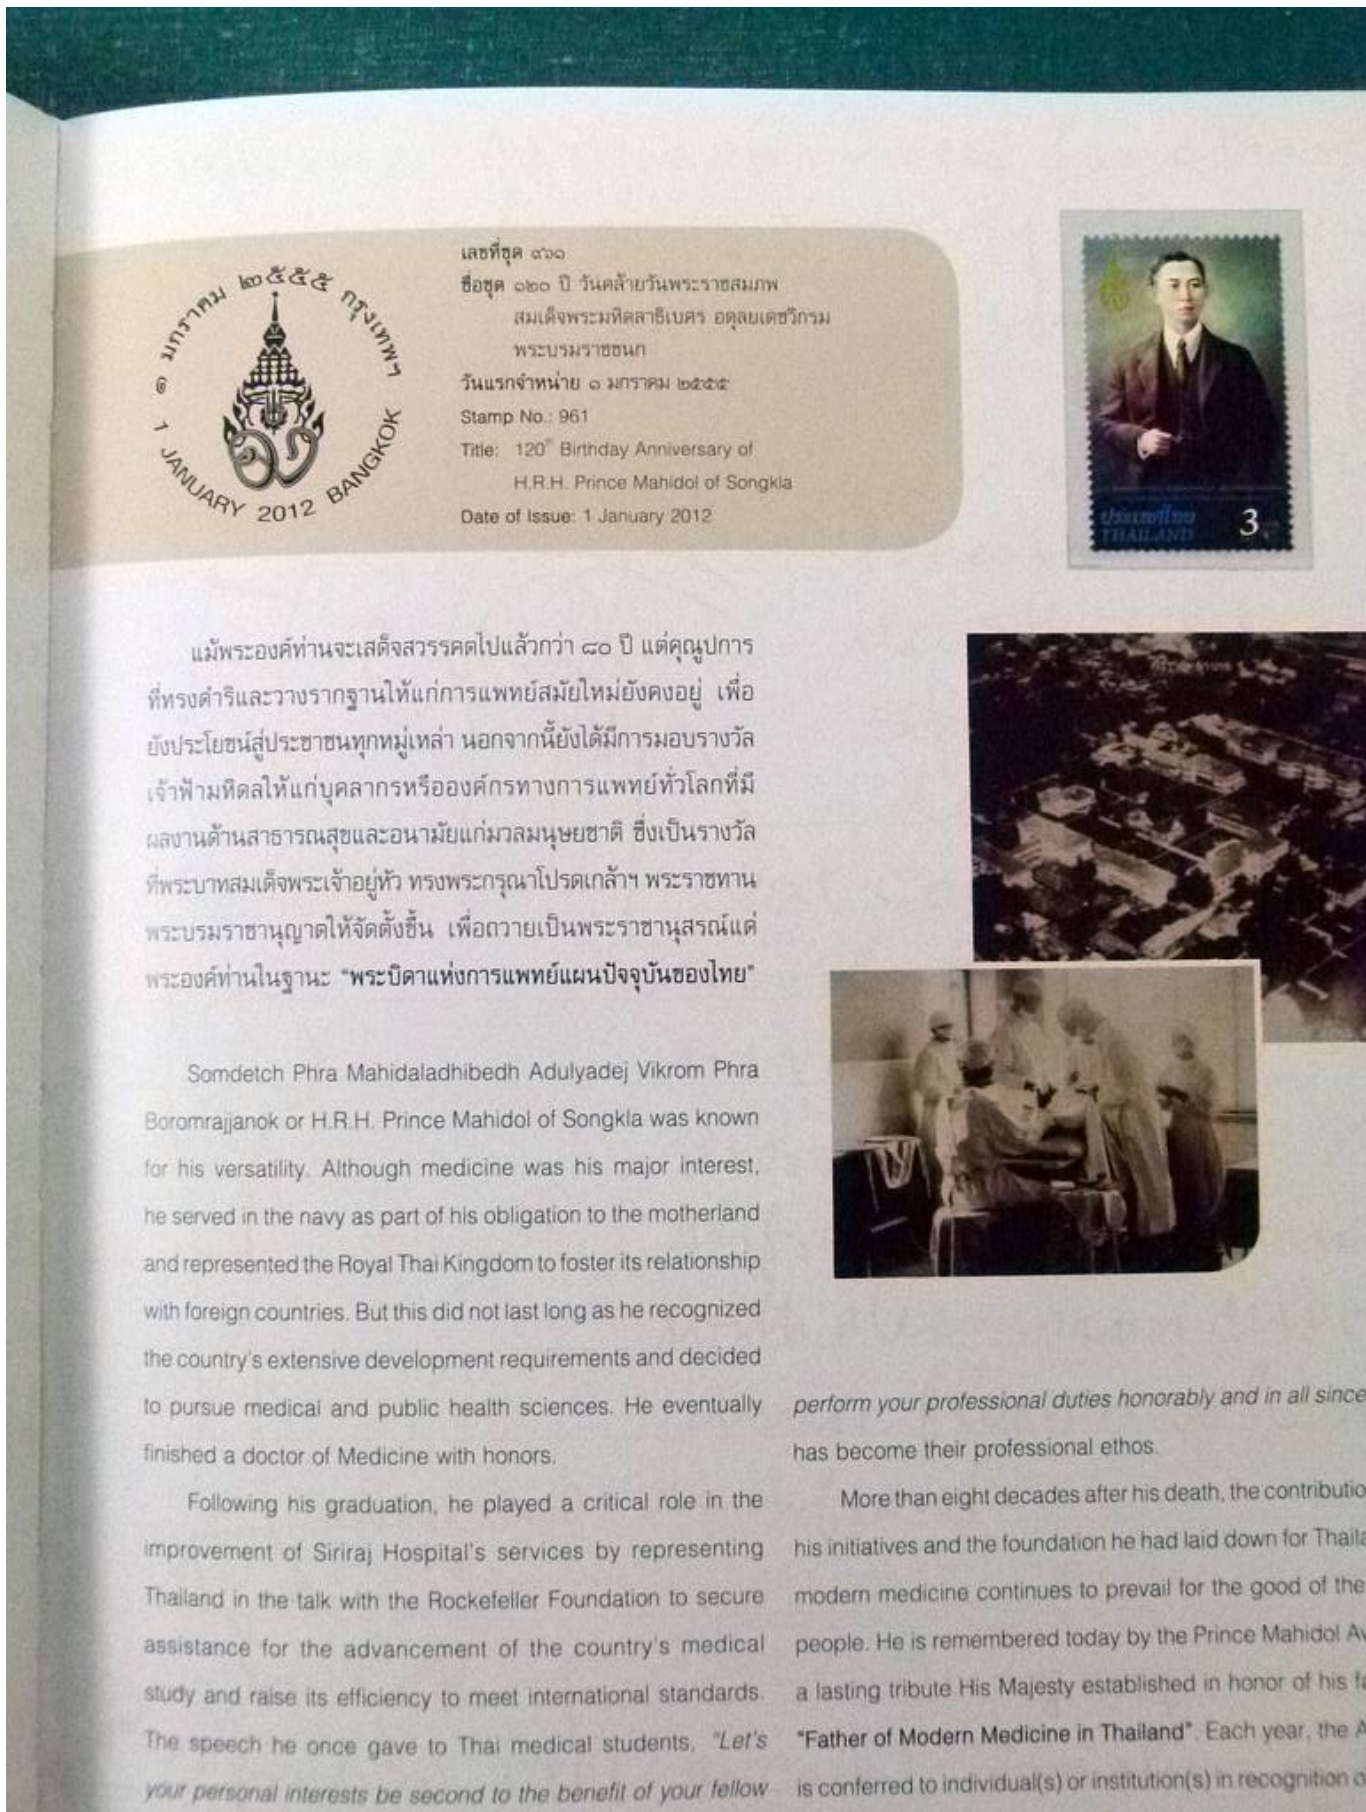 ๑ มกราคม ๒๕๕๕ กรุงเทพฯ
1 JANUARY 2012 BANGKOK
เลขที่ชุด ๙๖๑
ชื่อชุด ๑๒๐ ปี วันคล้ายวันพระราชสมภพ
สมเด็จพระมหิตลาธิเบศร อดุลยเดชวิกรม
พระบรมราชชนก
วันแรกจำหน่าย ๑ มกราคม ๒๕๕๕
Stamp No.: 961
Title: 120th Birthday Anniversary of
H.R.H. Prince Mahidol of Songkla
Date of Issue: 1 January 2012
ประเทศไทย
THAILAND
3
แม้พระองค์ท่านจะเสด็จสวรรคตไปแล้วกว่า ๘๐ ปี แต่คุณูปการ
ที่ทรงดำริและวางรากฐานให้แก่การแพทย์สมัยใหม่ยังคงอยู่ เพื่อ
ยังประโยชน์สู่ประชาชนทุกหมู่เหล่า นอกจากนี้ยังได้มีการมอบรางวัล
เจ้าฟ้ามหิดลให้แก่บุคลากรหรือองค์กรทางการแพทย์ทั่วโลกที่มี
ผลงานด้านสาธารณสุขและอนามัยแก่มวลมนุษยชาติ ซึ่งเป็นรางวัล
ที่พระบาทสมเด็จพระเจ้าอยู่หัว ทรงพระกรุณาโปรดเกล้าฯ พระราชทาน
พระบรมราชานุญาตให้จัดตั้งขึ้น เพื่อถวายเป็นพระราชานุสรณ์แด่
พระองค์ท่านในฐานะ “พระบิดาแห่งการแพทย์แผนปัจจุบันของไทย”
Somdetch Phra Mahidaladhibedh Adulyadej Vikrom Phra
Boromrajjanok or H.R.H. Prince Mahidol of Songkla was known
for his versatility. Although medicine was his major interest,
he served in the navy as part of his obligation to the motherland
and represented the Royal Thai Kingdom to foster its relationship
with foreign countries. But this did not last long as he recognized
the country's extensive development requirements and decided
to pursue medical and public health sciences. He eventually
finished a doctor of Medicine with honors.
Following his graduation, he played a critical role in the
improvement of Siriraj Hospital's services by representing
Thailand in the talk with the Rockefeller Foundation to secure
assistance for the advancement of the country's medical
study and raise its efficiency to meet international standards.
The speech he once gave to Thai medical students, "Let's
your personal interests be second to the benefit of your fellow
perform your professional duties honorably and in all since
has become their professional ethos.
More than eight decades after his death, the contributio
his initiatives and the foundation he had laid down for Thaila
modern medicine continues to prevail for the good of the
people. He is remembered today by the Prince Mahidol Aw
a lasting tribute His Majesty established in honor of his fa
"Father of Modern Medicine in Thailand". Each year, the A
is conferred to individual(s) or institution(s) in recognition o